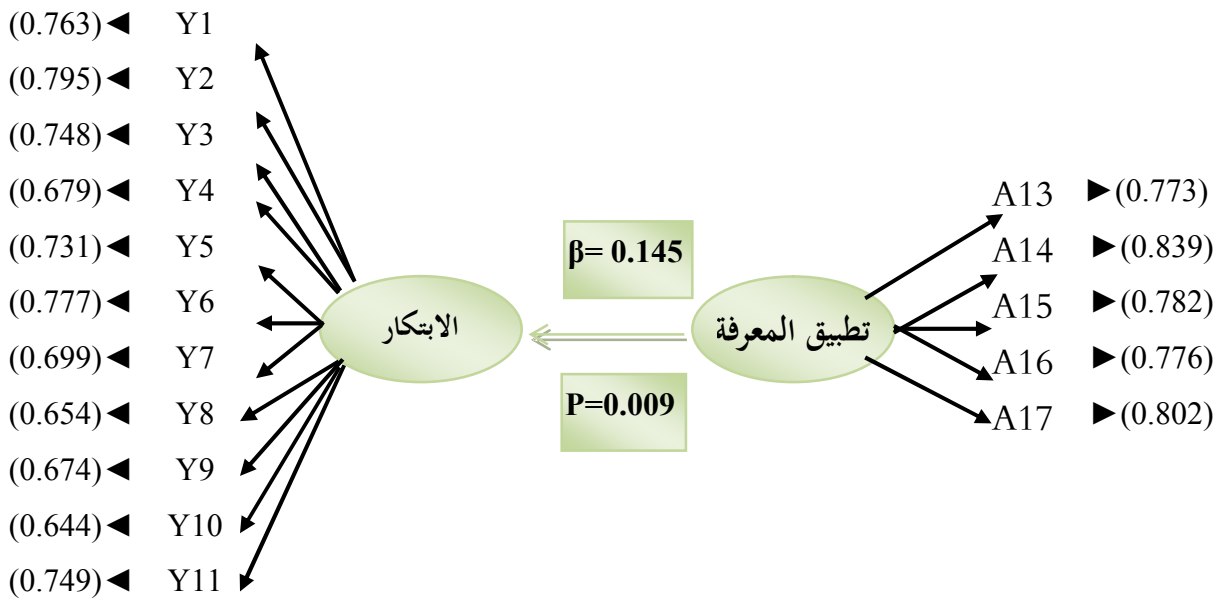 (0.763)◄ Y1
(0.795)◄ Y2
(0.748)◄ Y3
(0.679)◄ Y4
(0.731)◄ Y5
(0.777)◄ Y6
(0.699)◄ Y7
(0.654)◄ Y8
(0.674)◄ Y9
(0.644)◄ Y10
(0.749)◄ Y11
الابتكار
β= 0.145
P=0.009
تطبيق المعرفة
A13 ►(0.773)
A14 ►(0.839)
A15 ►(0.782)
A16 ►(0.776)
A17 ►(0.802)